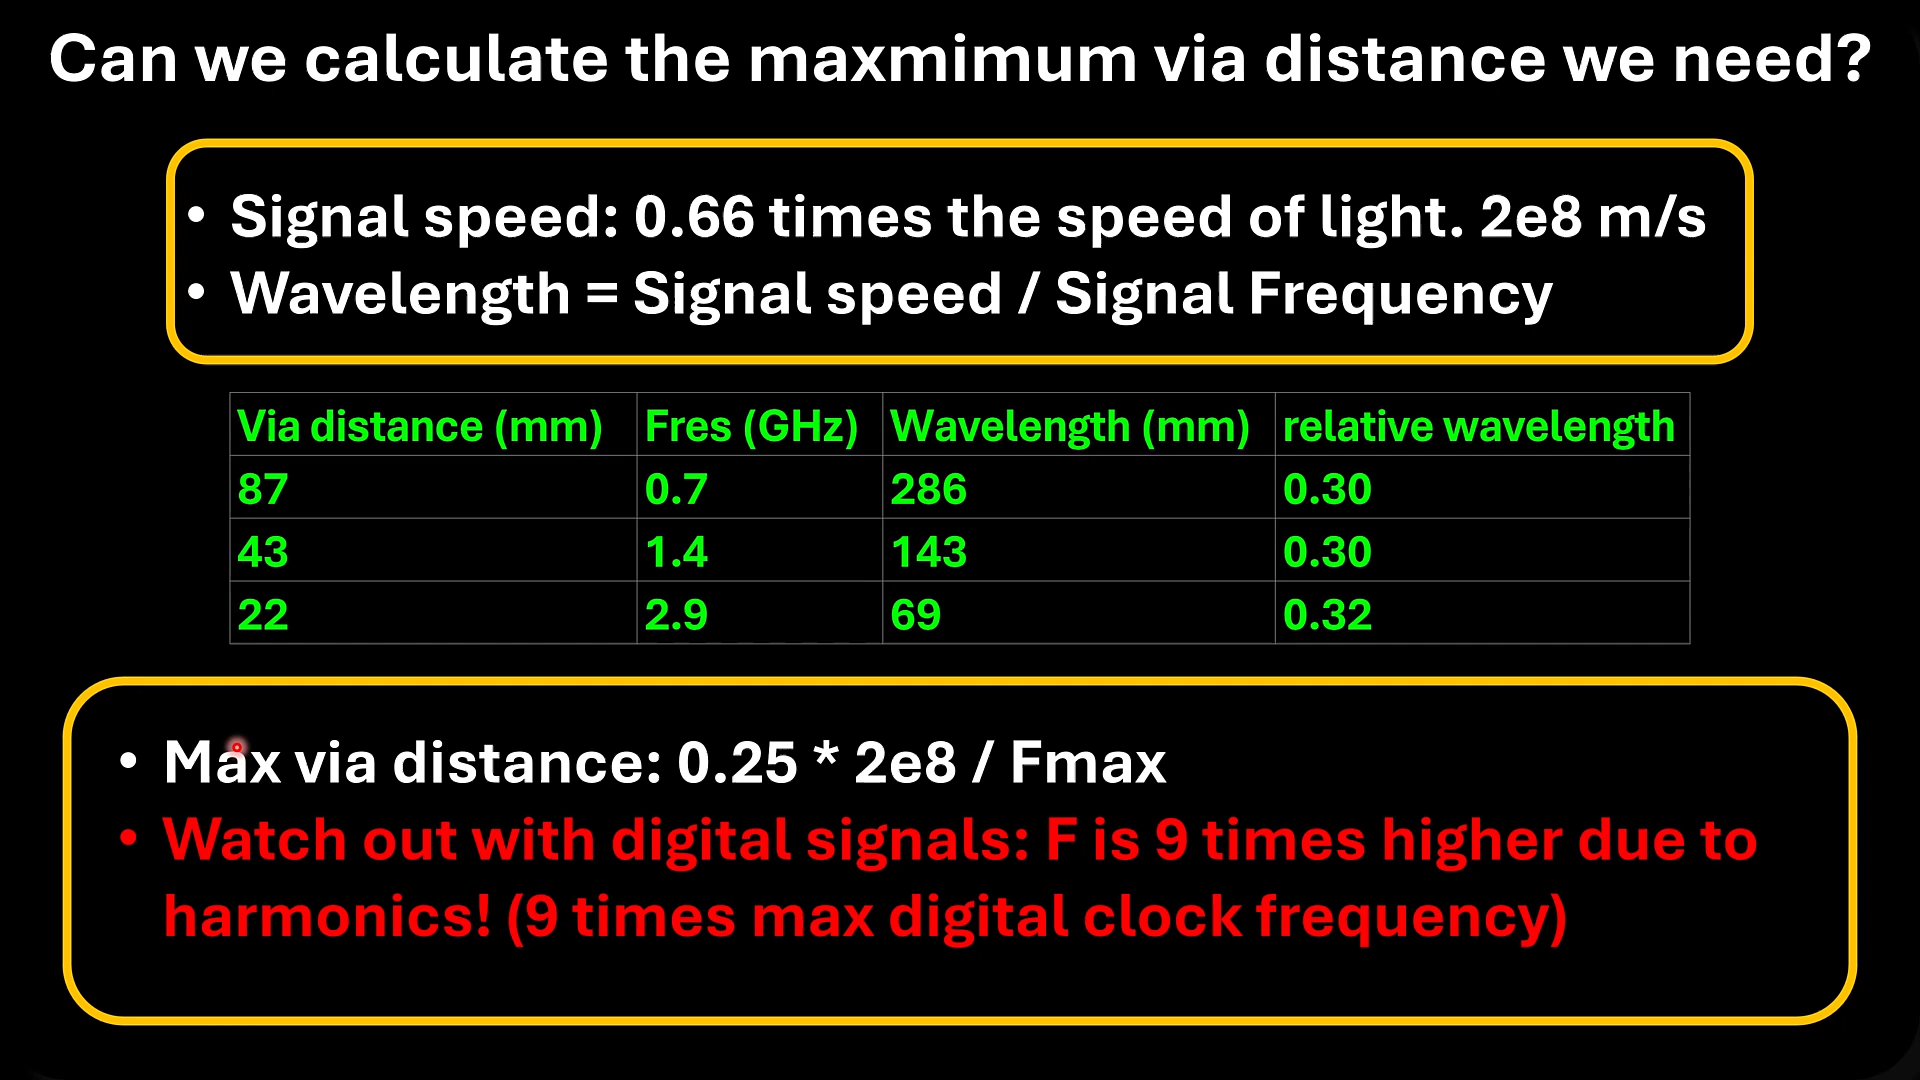 Can we calculate the maxmimum via distance we need?
• Signal speed: 0.66 times the speed of light. 2e8 m/s
• Wavelength = Signal speed / Signal Frequency
Via distance (mm) Fres (GHz) Wavelength (mm) relative wavelength
87 0.7 286 0.30
43 1.4 143 0.30
22 2.9 69 0.32
• Max via distance: 0.25 * 2e8 / Fmax
• Watch out with digital signals: F is 9 times higher due to
harmonics! (9 times max digital clock frequency)